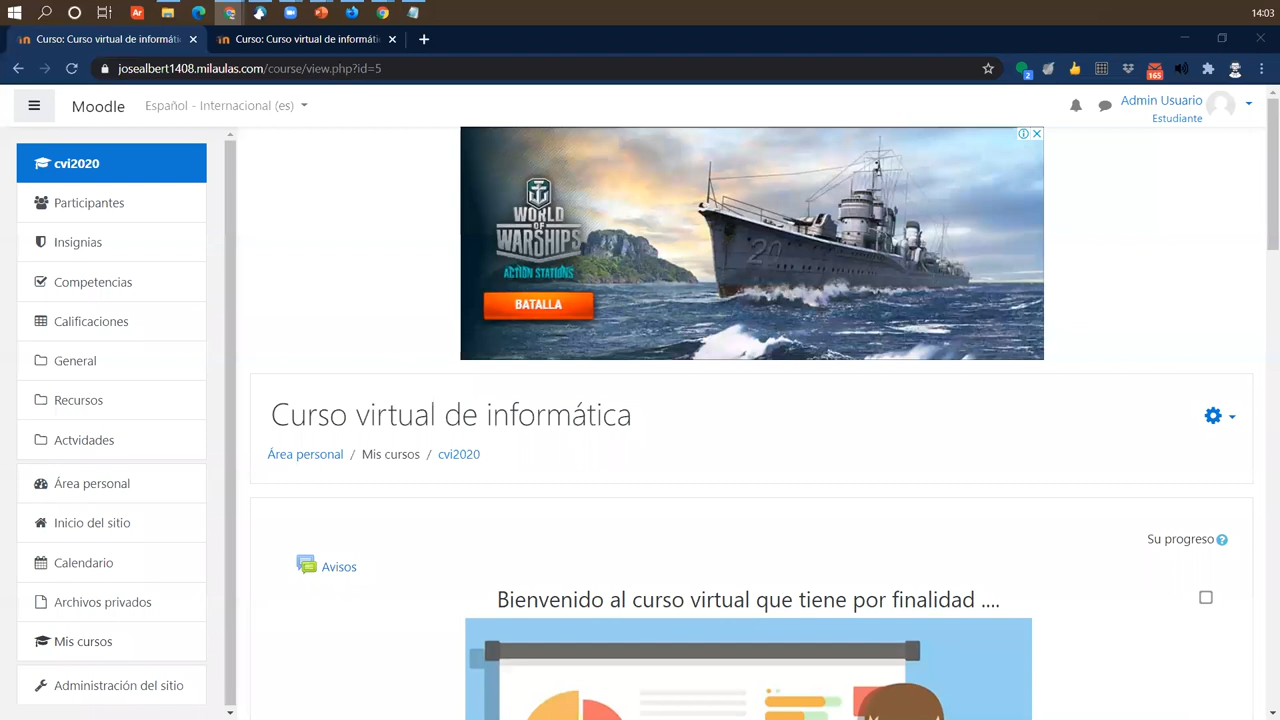 14:03
Curso: Curso virtual de informáti
Curso: Curso virtual de informáti
josealbert1408.milaulas.com/course/view.php?id=5
2
165
Moodle
Español - Internacional (es)
Admin Usuario
Estudiante
cvi2020
Participantes
Insignias
Competencias
Calificaciones
General
Recursos
Actvidades
Área personal
Inicio del sitio
Calendario
Archivos privados
Mis cursos
Administración del sitio
WORLD
OF
WARSHIPS
ACTION STATIONS
BATALLA
20
Curso virtual de informática
Área personal / Mis cursos / cvi2020
Su progreso
Avisos
Bienvenido al curso virtual que tiene por finalidad ....